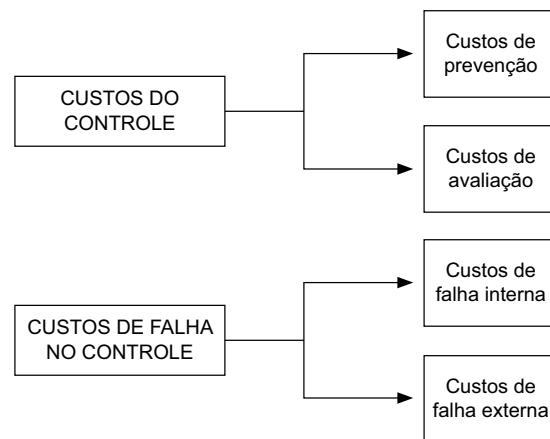 CUSTOS DO
CONTROLE
Custos de
prevenção
Custos de
avaliação
CUSTOS DE FALHA
NO CONTROLE
Custos de
falha interna
Custos de
falha externa